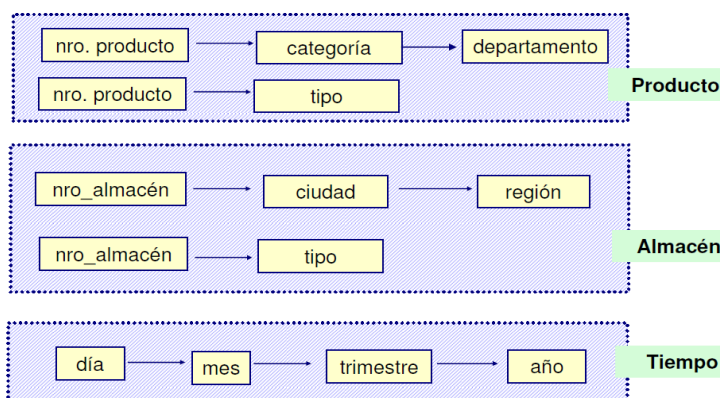 nro. producto categoría departamento
nro. producto tipo
Producto
nro_almacén ciudad región
Almacén
nro_almacén tipo
día mes trimestre año
Tiempo